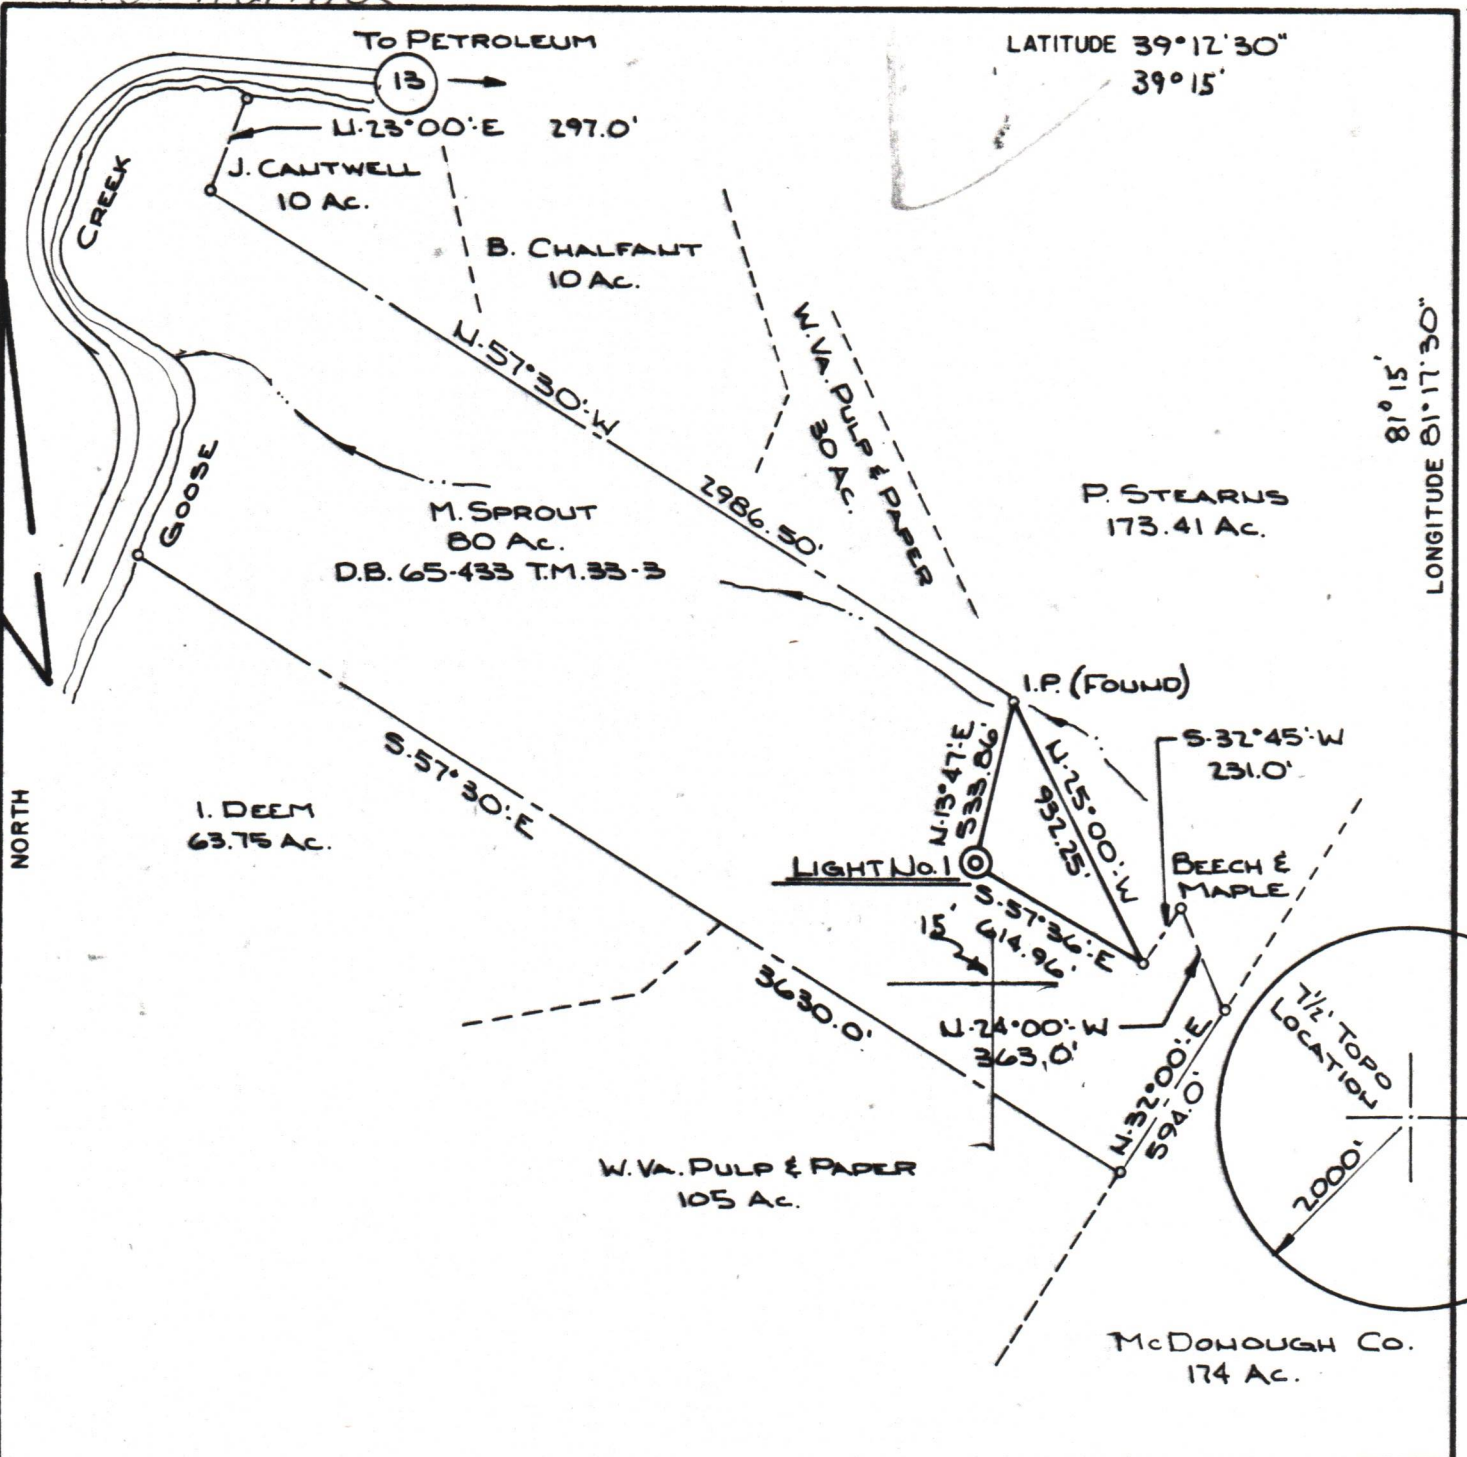 TO PETROLEUM
13
LATITUDE 39°12'30"
39°15'
N·23°00'·E 297.0'
J. CANTWELL
10 AC.
CREEK
B. CHALFANT
10 AC.
N·57°30'·W
2986.50'
W. VA. PULP & PAPER
30 AC.
81°15'
LONGITUDE 81°17'30"
P. STEARNS
173.41 AC.
GOOSE
M. SPROUT
80 AC.
D.B. 65-433 T.M. 33-3
I.P. (FOUND)
S·32°45'·W
231.0'
N·13°47'·E
533.86'
N·25°00'·W
932.25'
S·57°30'·E
3630.0'
NORTH
I. DEEM
63.75 AC.
LIGHT NO. 1
BEECH &
MAPLE
S·57°36'·E
614.96'
15'
N·24°00'·W
363.0'
7½' TOPO
LOCATION
N·32°00'·E
594.0'
2000'
W. VA. PULP & PAPER
105 AC.
MCDONOUGH CO.
174 AC.